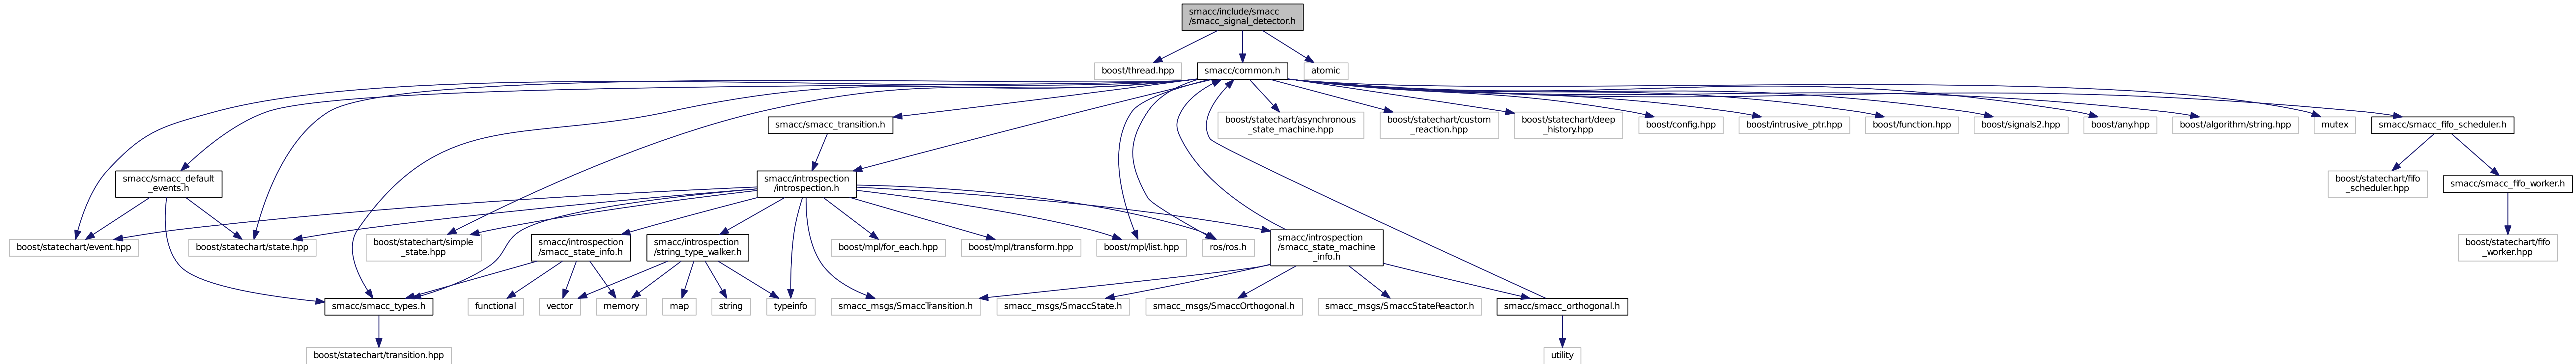 smacc/include/smacc
/smacc_signal_detector.h
boost/thread.hpp
smacc/common.h
atomic
smacc/smacc_transition.h
boost/statechart/asynchronous
_state_machine.hpp
boost/statechart/custom
_reaction.hpp
boost/statechart/deep
_history.hpp
boost/config.hpp
boost/intrusive_ptr.hpp
boost/function.hpp
boost/signals2.hpp
boost/any.hpp
boost/algorithm/string.hpp
mutex
smacc/smacc_fifo_scheduler.h
smacc/smacc_default
_events.h
smacc/introspection
/introspection.h
boost/statechart/fifo
_scheduler.hpp
smacc/smacc_fifo_worker.h
boost/statechart/event.hpp
boost/statechart/state.hpp
boost/statechart/simple
_state.hpp
smacc/introspection
/smacc_state_info.h
smacc/introspection
/string_type_walker.h
boost/mpl/for_each.hpp
boost/mpl/transform.hpp
boost/mpl/list.hpp
ros/ros.h
smacc/introspection
/smacc_state_machine
_info.h
boost/statechart/fifo
_worker.hpp
smacc/smacc_types.h
functional
vector
memory
map
string
typeinfo
smacc_msgs/SmaccTransition.h
smacc_msgs/SmaccState.h
smacc_msgs/SmaccOrthogonal.h
smacc_msgs/SmaccStateReactor.h
smacc/smacc_orthogonal.h
boost/statechart/transition.hpp
utility